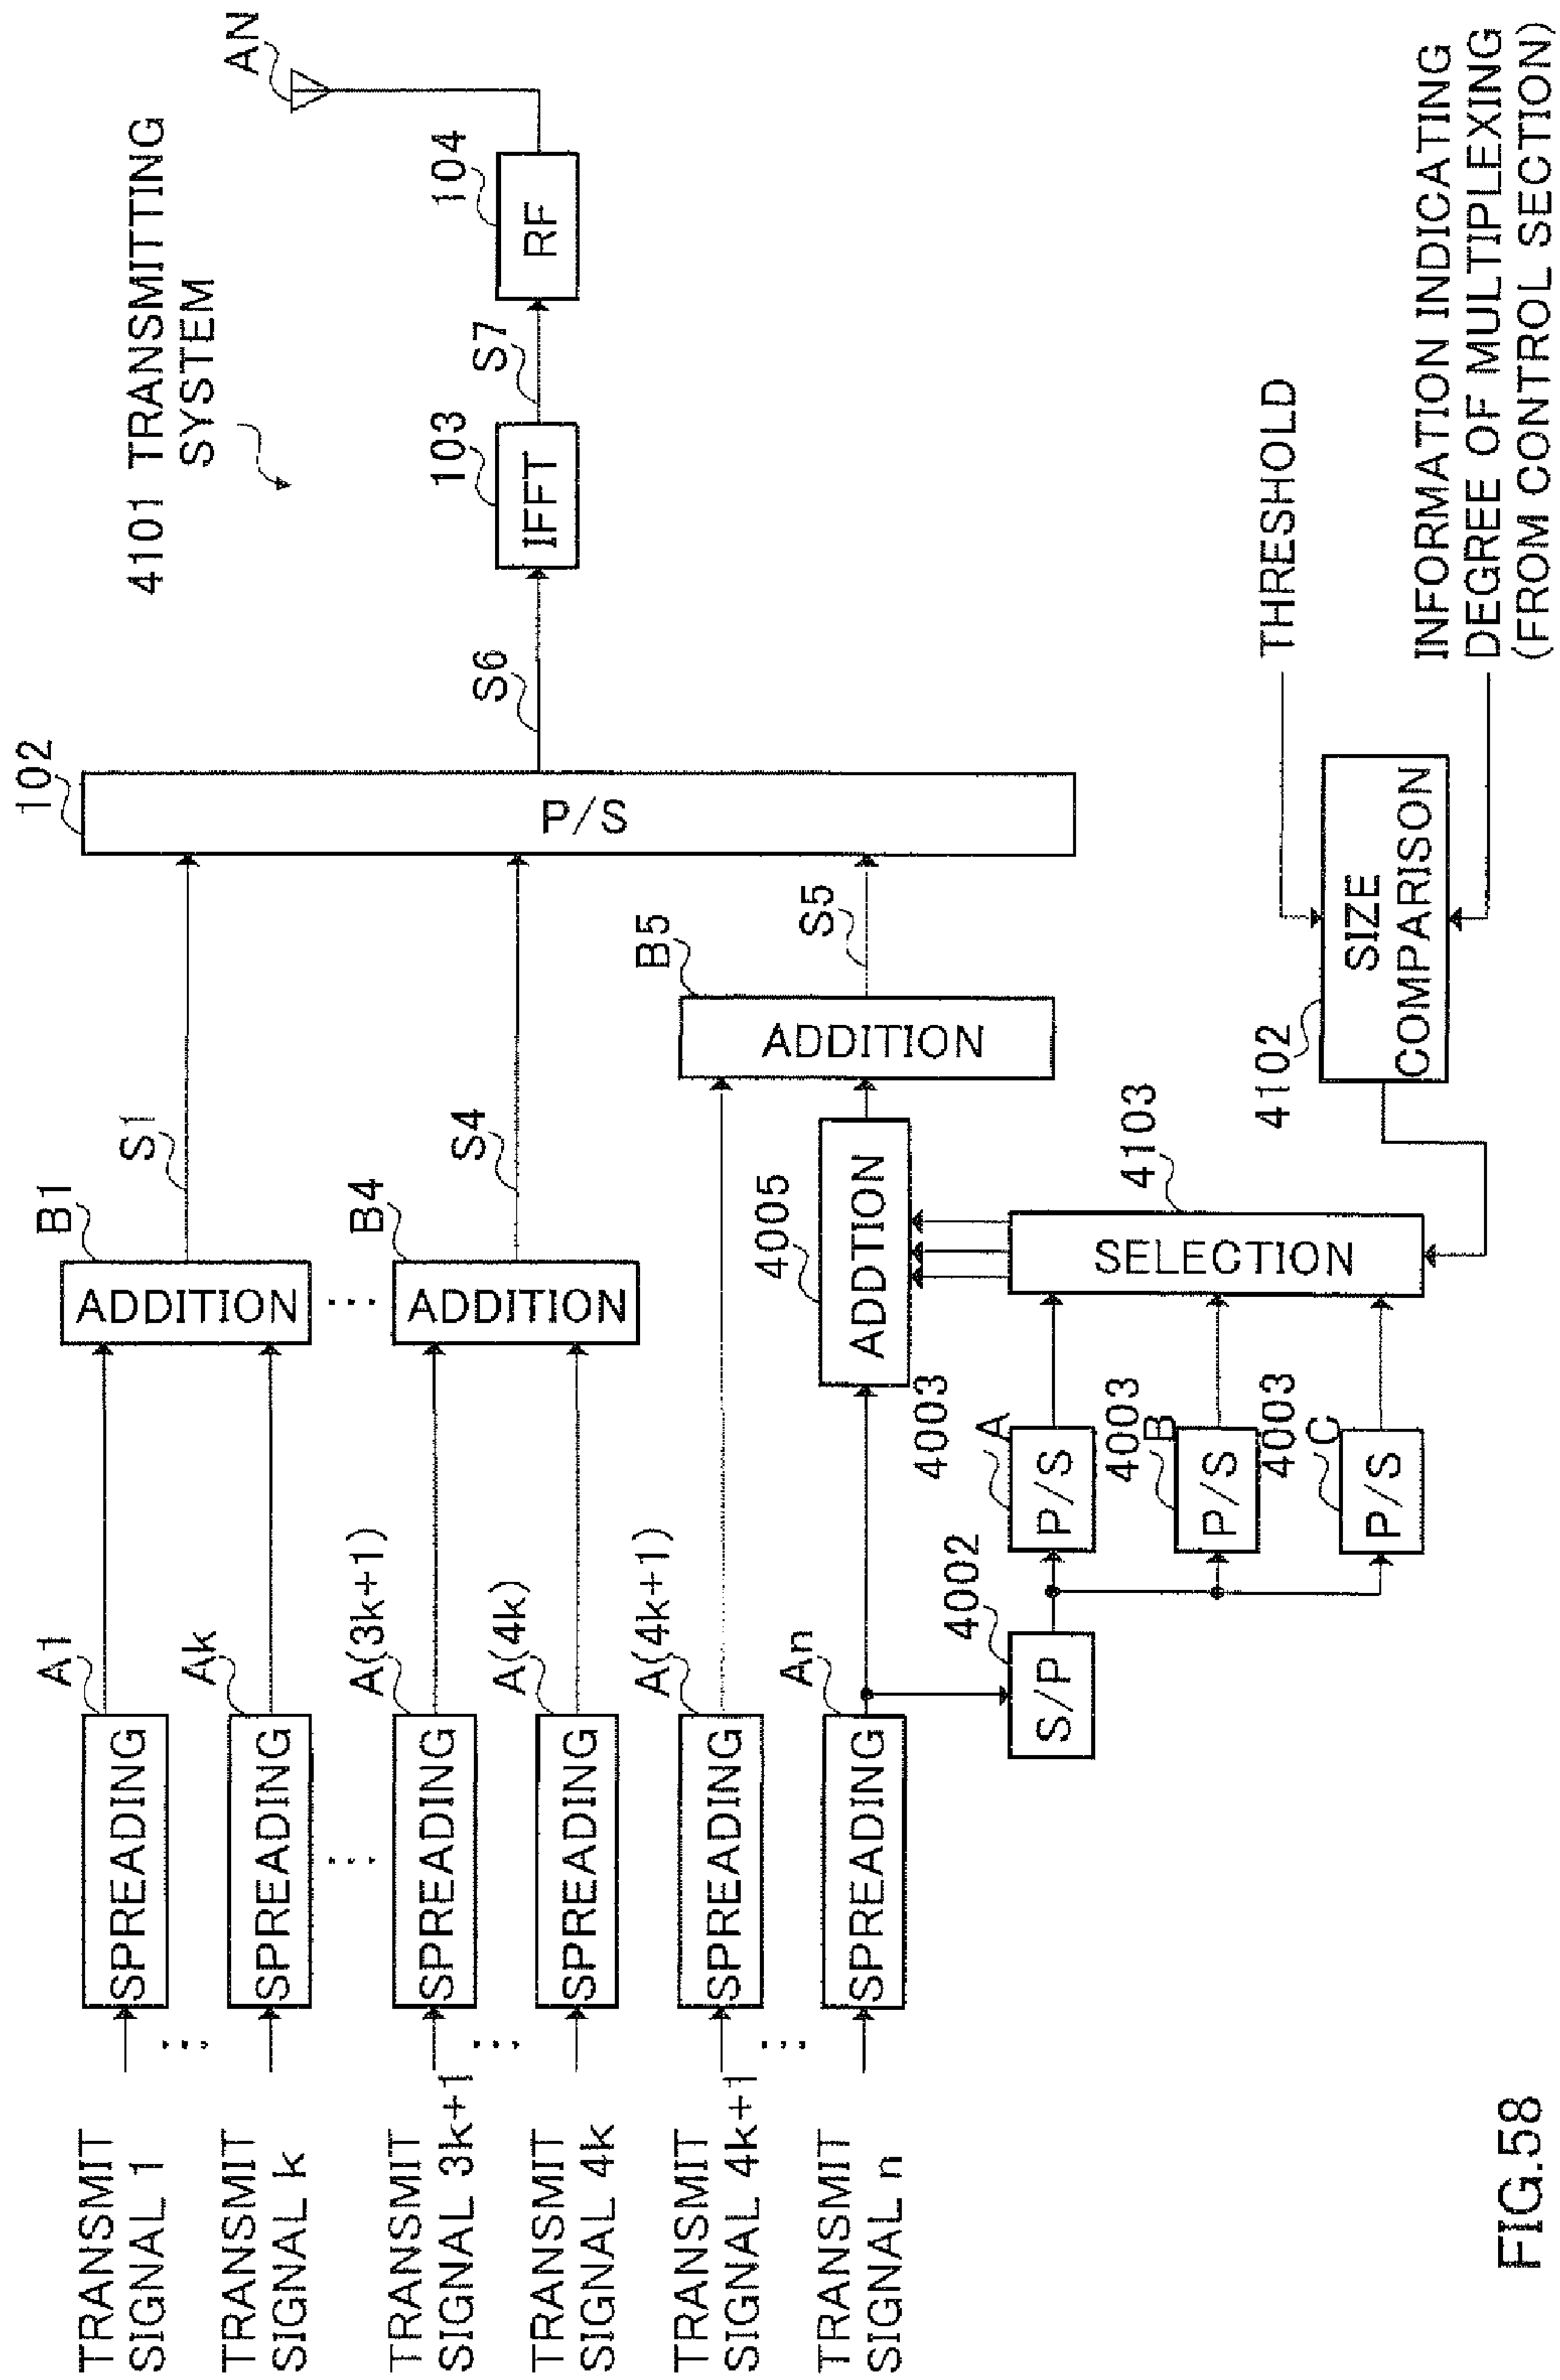 4101 TRANSMITTING
SYSTEM
AN
TRANSMIT
SIGNAL 1
TRANSMIT
SIGNAL k
TRANSMIT
SIGNAL 3k+1
TRANSMIT
SIGNAL 4k
TRANSMIT
SIGNAL 4k+1
TRANSMIT
SIGNAL n
...
...
...
SPREADING
A1
SPREADING
Ak
...
SPREADING
A(3k+1)
SPREADING
A(4k)
SPREADING
A(4k+1)
SPREADING
An
ADDITION
B1
S1
...
ADDITION
B4
S4
S/P
4002
P/S
4003
A
P/S
4003
B
P/S
4003
C
SELECTION
4103
ADDTION
4005
ADDITION
B5
S5
P/S
102
S6
IFFT
103
S7
RF
104
SIZE
COMPARISON
4102
THRESHOLD
INFORMATION INDICATING
DEGREE OF MULTIPLEXING
(FROM CONTROL SECTION)
FIG.58